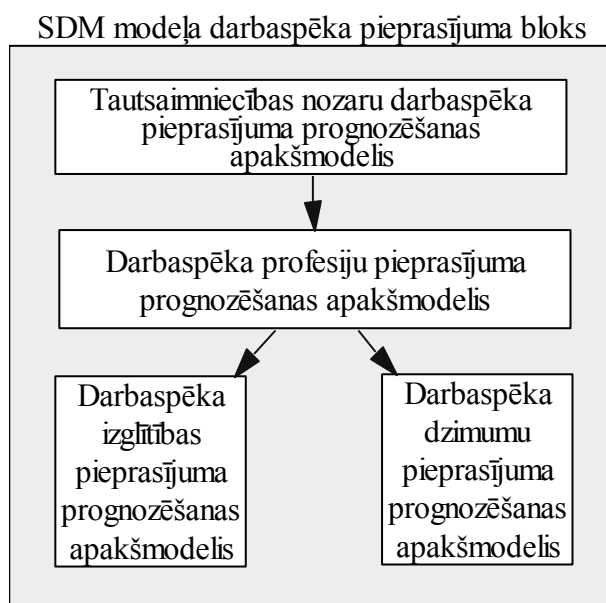 SDM modeļa darbaspēka pieprasījuma bloks
Tautsaimniecības nozaru darbaspēka
pieprasījuma prognozēšanas
apakšmodelis
Darbaspēka profesiju pieprasījuma
prognozēšanas apakšmodelis
Darbaspēka
izglītības
pieprasījuma
prognozēšanas
apakšmodelis
Darbaspēka
dzimumu
pieprasījuma
prognozēšanas
apakšmodelis